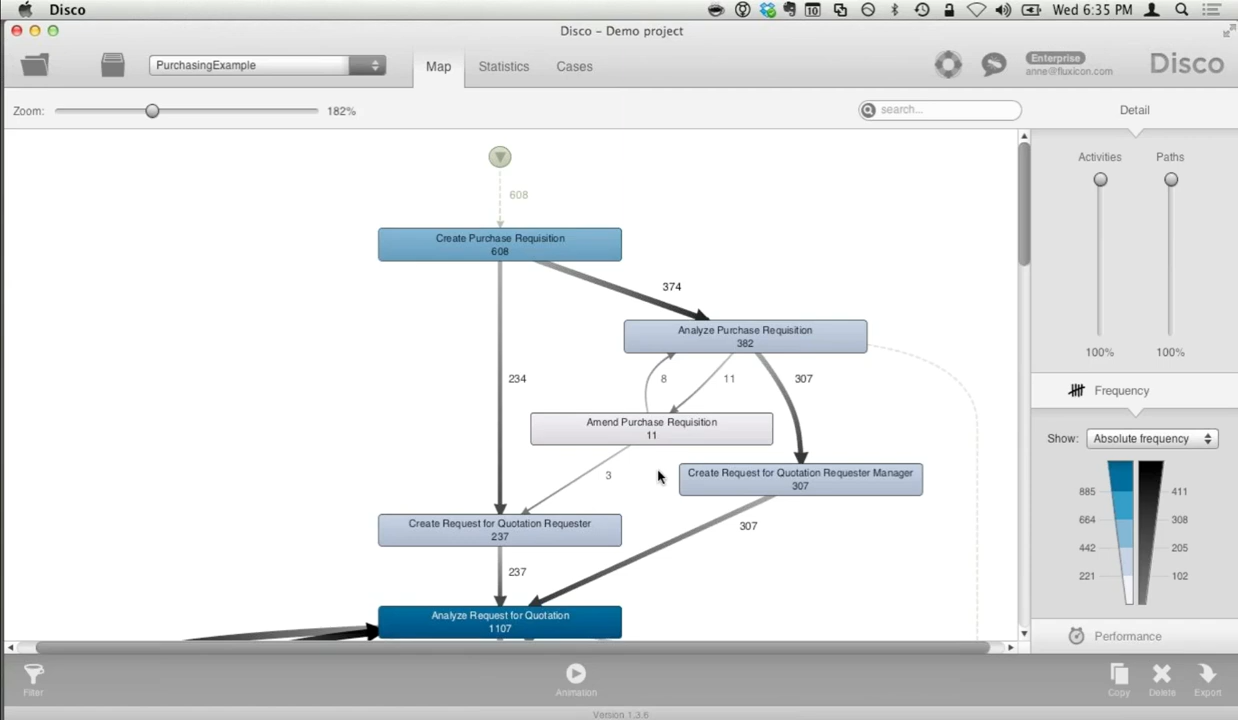 Disco
10
Wed 6:35 PM
Disco – Demo project
PurchasingExample
Map
Statistics
Cases
Enterprise
anne@fluxicon.com
Disco
Zoom:
182%
search...
Detail
Activities
Paths
100%
100%
608
Create Purchase Requisition
608
374
Analyze Purchase Requisition
382
234
8
11
307
Amend Purchase Requisition
11
3
Create Request for Quotation Requester Manager
307
Create Request for Quotation Requester
237
307
237
Analyze Request for Quotation
1107
Frequency
Show:
Absolute frequency
885
411
664
308
442
205
221
102
Performance
Filter
Animation
Copy
Delete
Export
Version 1.3.6